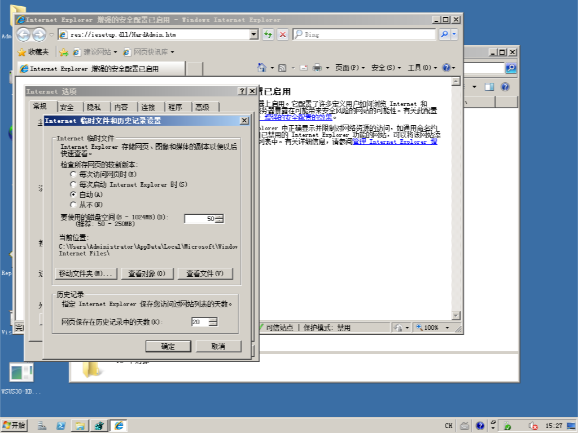 Internet Explorer 增强的安全配置已启用 - Windows Internet Explorer
res://iesetup.dll/HardAdmin.htm
Bing
收藏夹
建议网站
网页快讯库
Internet Explorer 增强的安全配置已启用
页面(P)
安全(S)
工具(O)
Internet 选项
常规
安全
隐私
内容
连接
程序
高级
Internet 临时文件和历史记录设置
Internet 临时文件
Internet Explorer 存储网页、图像和媒体的副本以便以后
快速查看。
检查所存网页的较新版本:
每次访问网页时(E)
每次启动 Internet Explorer 时(S)
自动(A)
从不(N)
要使用的磁盘空间(8 - 1024MB)(D):
(推荐: 50 - 250MB)
50
当前位置:
C:\Users\Administrator\AppData\Local\Microsoft\Window
Internet Files\
移动文件夹(M)...
查看对象(O)
查看文件(V)
历史记录
指定 Internet Explorer 保存您访问过网站列表的天数。
网页保存在历史记录中的天数(K):
20
确定
取消
可信站点 | 保护模式: 禁用
100%
开始
CH
15:27